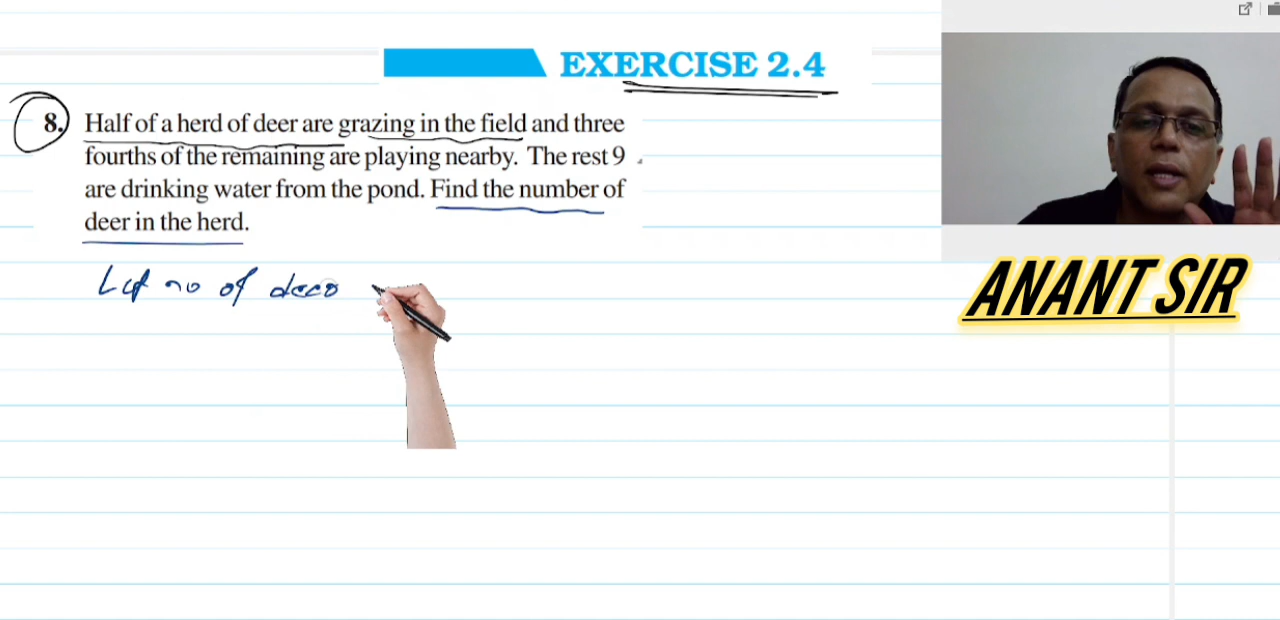 EXERCISE 2.4
8. Half of a herd of deer are grazing in the field and three
fourths of the remaining are playing nearby. The rest 9
are drinking water from the pond. Find the number of
deer in the herd.
Let no of deer
ANANT SIR